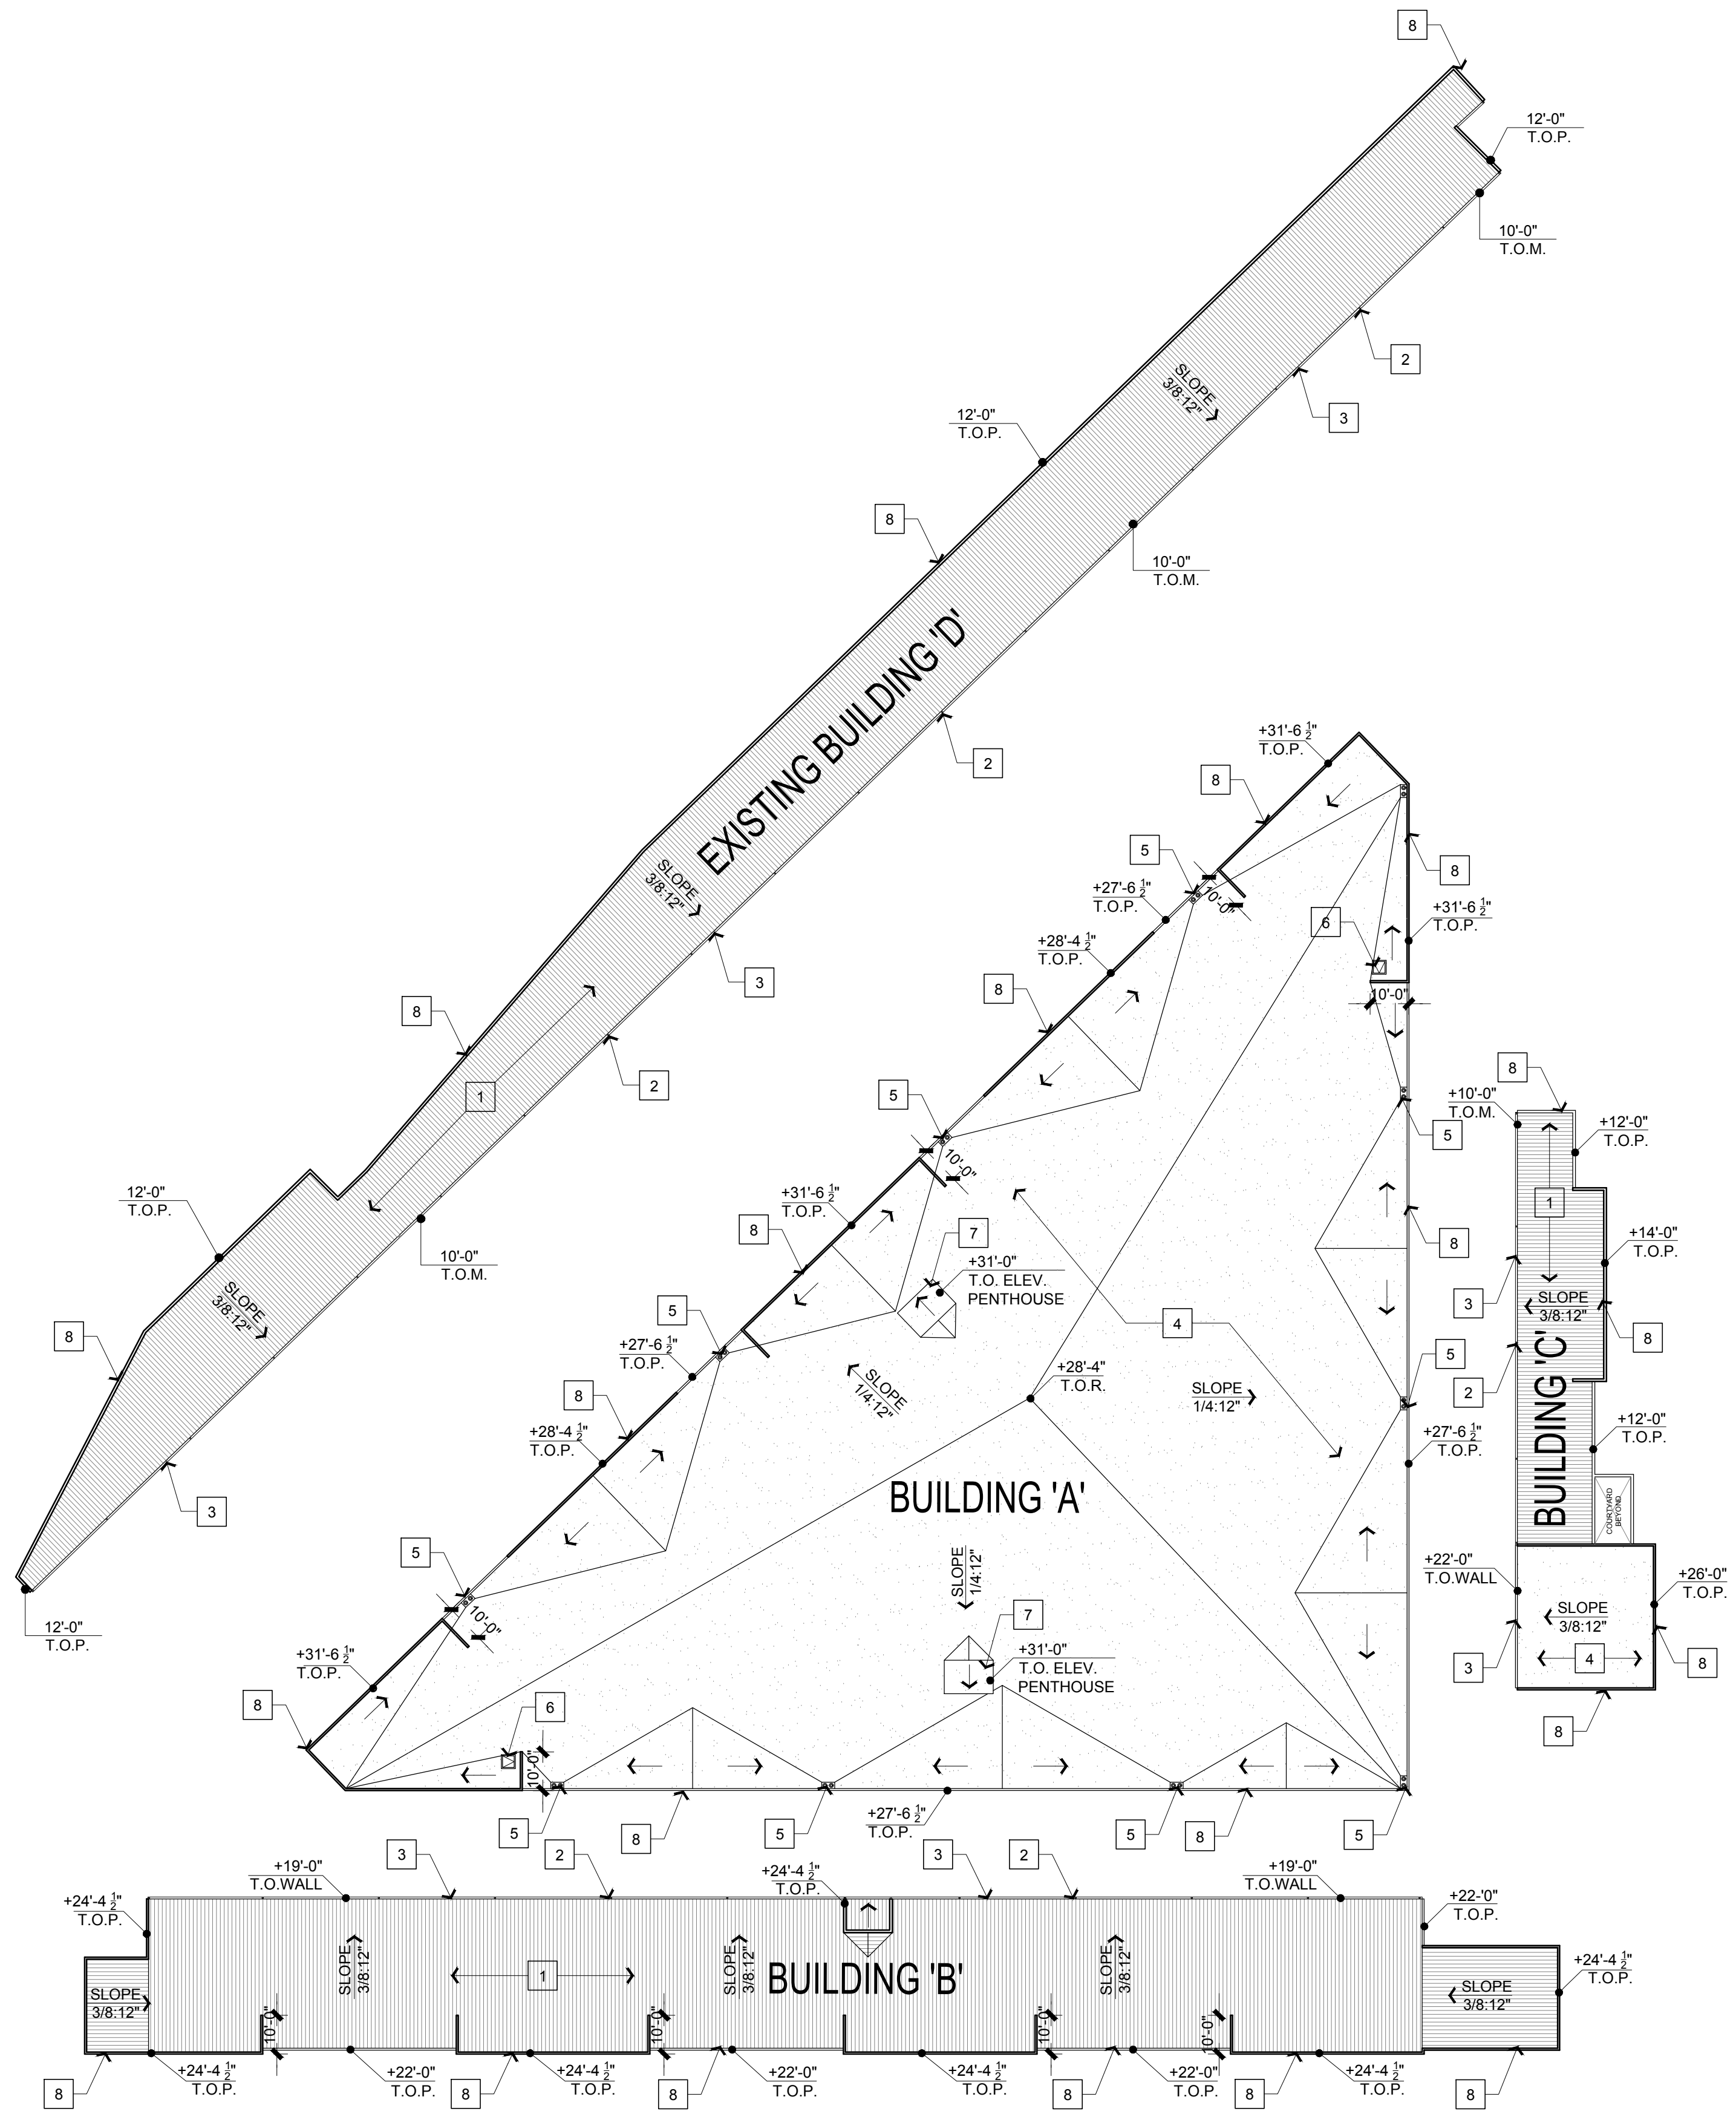 8
12'-0"
T.O.P.
10'-0"
T.O.M.
2
3
SLOPE
3/8:12"
12'-0"
T.O.P.
8
10'-0"
T.O.M.
EXISTING BUILDING 'D'
2
SLOPE
3/8:12"
3
8
2
1
12'-0"
T.O.P.
10'-0"
T.O.M.
SLOPE
3/8:12"
8
3
12'-0"
T.O.P.
+31'-6 1/2"
T.O.P.
8
5
8
+27'-6 1/2"
T.O.P.
10'-0"
6
+31'-6 1/2"
T.O.P.
+28'-4 1/2"
T.O.P.
8
10'-0"
5
5
10'-0"
+31'-6 1/2"
T.O.P.
8
7
+31'-0"
T.O. ELEV.
PENTHOUSE
8
4
5
+27'-6 1/2"
T.O.P.
5
+28'-4"
T.O.R.
SLOPE
1/4:12"
SLOPE
1/4:12"
8
+28'-4 1/2"
T.O.P.
+27'-6 1/2"
T.O.P.
BUILDING 'A'
5
SLOPE
1/4:12"
10'-0"
7
+31'-0"
T.O. ELEV.
PENTHOUSE
+31'-6 1/2"
T.O.P.
8
6
10'-0"
5
8
5
+27'-6 1/2"
T.O.P.
5
8
5
8
+10'-0"
T.O.M.
+12'-0"
T.O.P.
1
+14'-0"
T.O.P.
3
SLOPE
3/8:12"
8
2
BUILDING 'C'
+12'-0"
T.O.P.
COURTYARD
BEYOND
+22'-0"
T.O.WALL
+26'-0"
T.O.P.
SLOPE
3/8:12"
3
4
8
8
3
2
3
2
+19'-0"
T.O.WALL
+24'-4 1/2"
T.O.P.
+19'-0"
T.O.WALL
+24'-4 1/2"
T.O.P.
+22-'0"
T.O.P.
SLOPE
3/8:12"
SLOPE
3/8:12"
SLOPE
3/8:12"
+24'-4 1/2"
T.O.P.
1
BUILDING 'B'
SLOPE
3/8:12"
SLOPE
3/8:12"
10'-0"
10'-0"
10'-0"
10'-0"
+24'-4 1/2"
T.O.P.
+22'-0"
T.O.P.
+24'-4 1/2"
T.O.P.
+22'-0"
T.O.P.
+24'-4 1/2"
T.O.P.
+22'-0"
T.O.P.
+24'-4 1/2"
T.O.P.
8
8
8
8
8
8